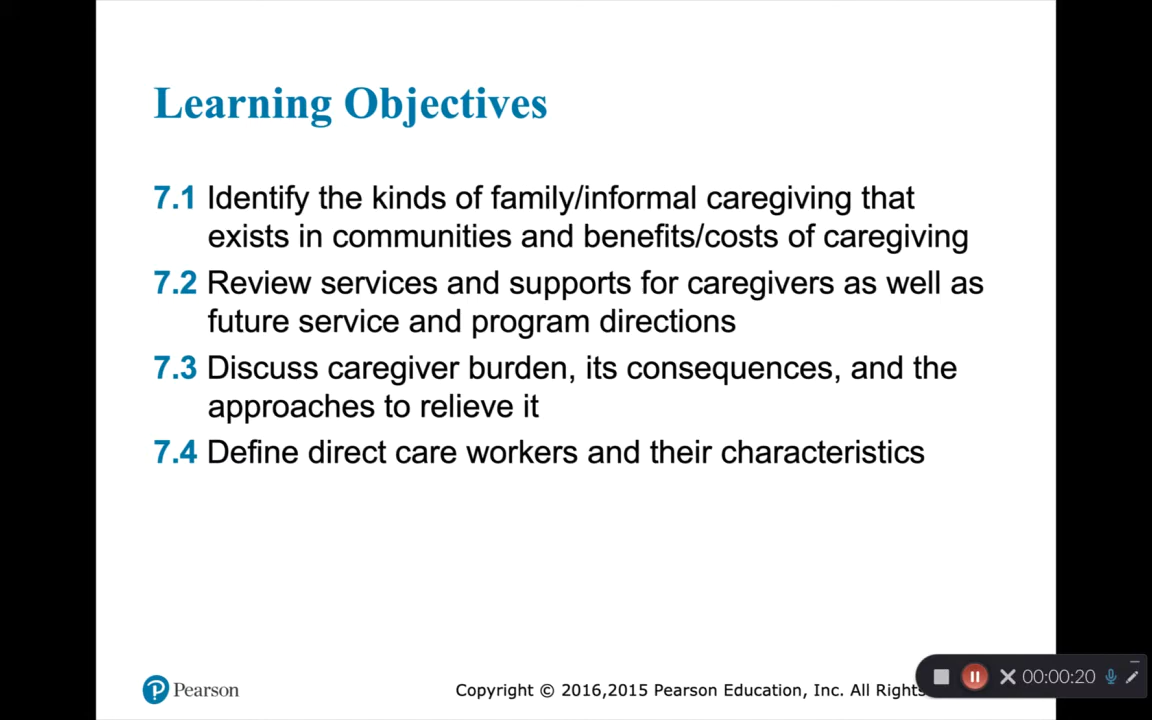 Learning Objectives
7.1 Identify the kinds of family/informal caregiving that
exists in communities and benefits/costs of caregiving
7.2 Review services and supports for caregivers as well as
future service and program directions
7.3 Discuss caregiver burden, its consequences, and the
approaches to relieve it
7.4 Define direct care workers and their characteristics
P Pearson
Copyright © 2016,2015 Pearson Education, Inc. All Rights
00:00:20